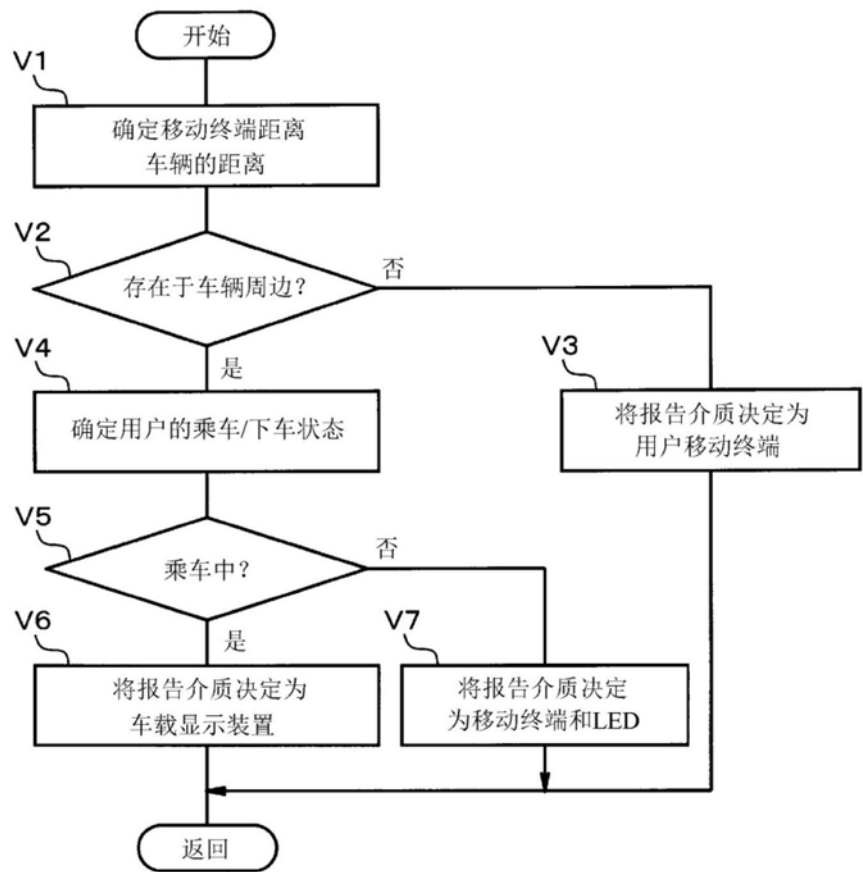 开始
V1
确定移动终端距离
车辆的距离
V2
存在于车辆周边?
否
是
V4
确定用户的乘车/下车状态
V3
将报告介质决定为
用户移动终端
V5
乘车中?
否
是
V6
将报告介质决定为
车载显示装置
V7
将报告介质决定
为移动终端和LED
返回